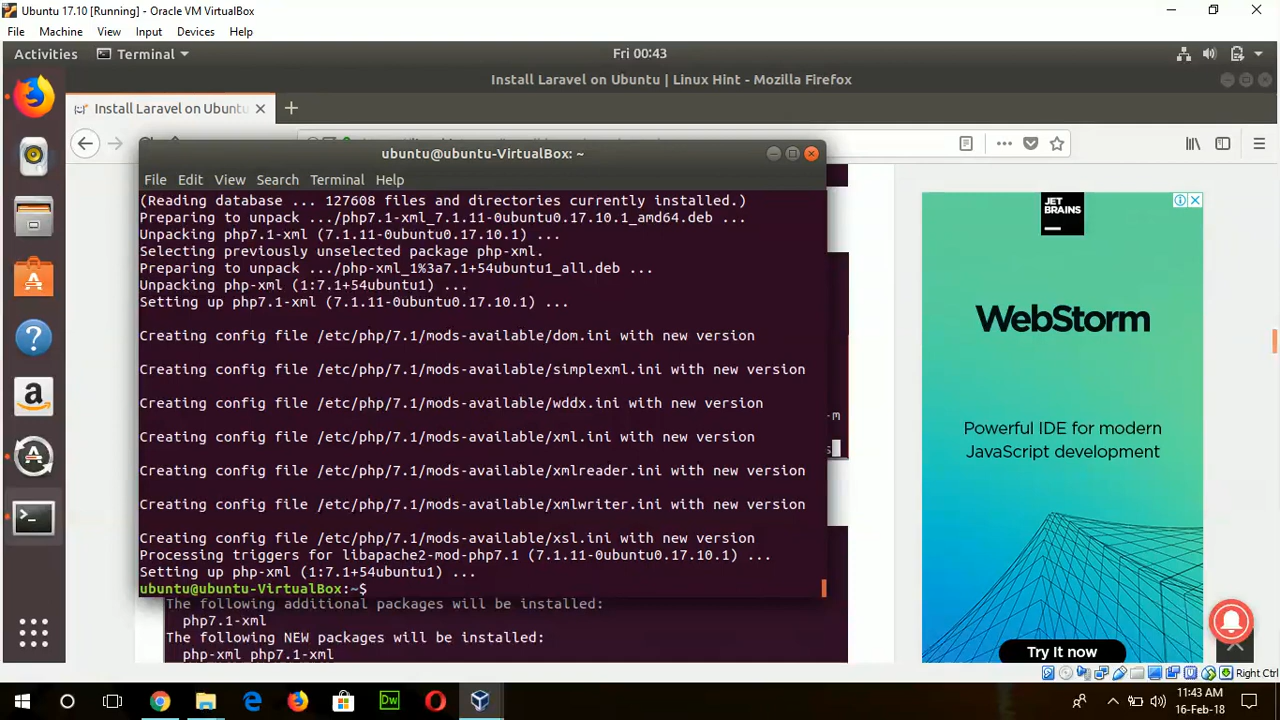 Ubuntu 17.10 [Running] - Oracle VM VirtualBox
File Machine View Input Devices Help
Activities Terminal Fri 00:43
Install Laravel on Ubuntu | Linux Hint - Mozilla Firefox
Install Laravel on Ubuntu
ubuntu@ubuntu-VirtualBox: ~
File Edit View Search Terminal Help
(Reading database ... 127608 files and directories currently installed.)
Preparing to unpack .../php7.1-xml_7.1.11-0ubuntu0.17.10.1_amd64.deb ...
Unpacking php7.1-xml (7.1.11-0ubuntu0.17.10.1) ...
Selecting previously unselected package php-xml.
Preparing to unpack .../php-xml_1%3a7.1+54ubuntu1_all.deb ...
Unpacking php-xml (1:7.1+54ubuntu1) ...
Setting up php7.1-xml (7.1.11-0ubuntu0.17.10.1) ...
Creating config file /etc/php/7.1/mods-available/dom.ini with new version
Creating config file /etc/php/7.1/mods-available/simplexml.ini with new version
Creating config file /etc/php/7.1/mods-available/wddx.ini with new version
Creating config file /etc/php/7.1/mods-available/xml.ini with new version
Creating config file /etc/php/7.1/mods-available/xmlreader.ini with new version
Creating config file /etc/php/7.1/mods-available/xmlwriter.ini with new version
Creating config file /etc/php/7.1/mods-available/xsl.ini with new version
Processing triggers for libapache2-mod-php7.1 (7.1.11-0ubuntu0.17.10.1) ...
Setting up php-xml (1:7.1+54ubuntu1) ...
ubuntu@ubuntu-VirtualBox:~$
-m
s
The following additional packages will be installed:
php7.1-xml
The following NEW packages will be installed:
php-xml php7.1-xml
JET
BRAINS
WebStorm
Powerful IDE for modern
JavaScript development
Try it now
Right Ctrl
Dw
11:43 AM
16-Feb-18